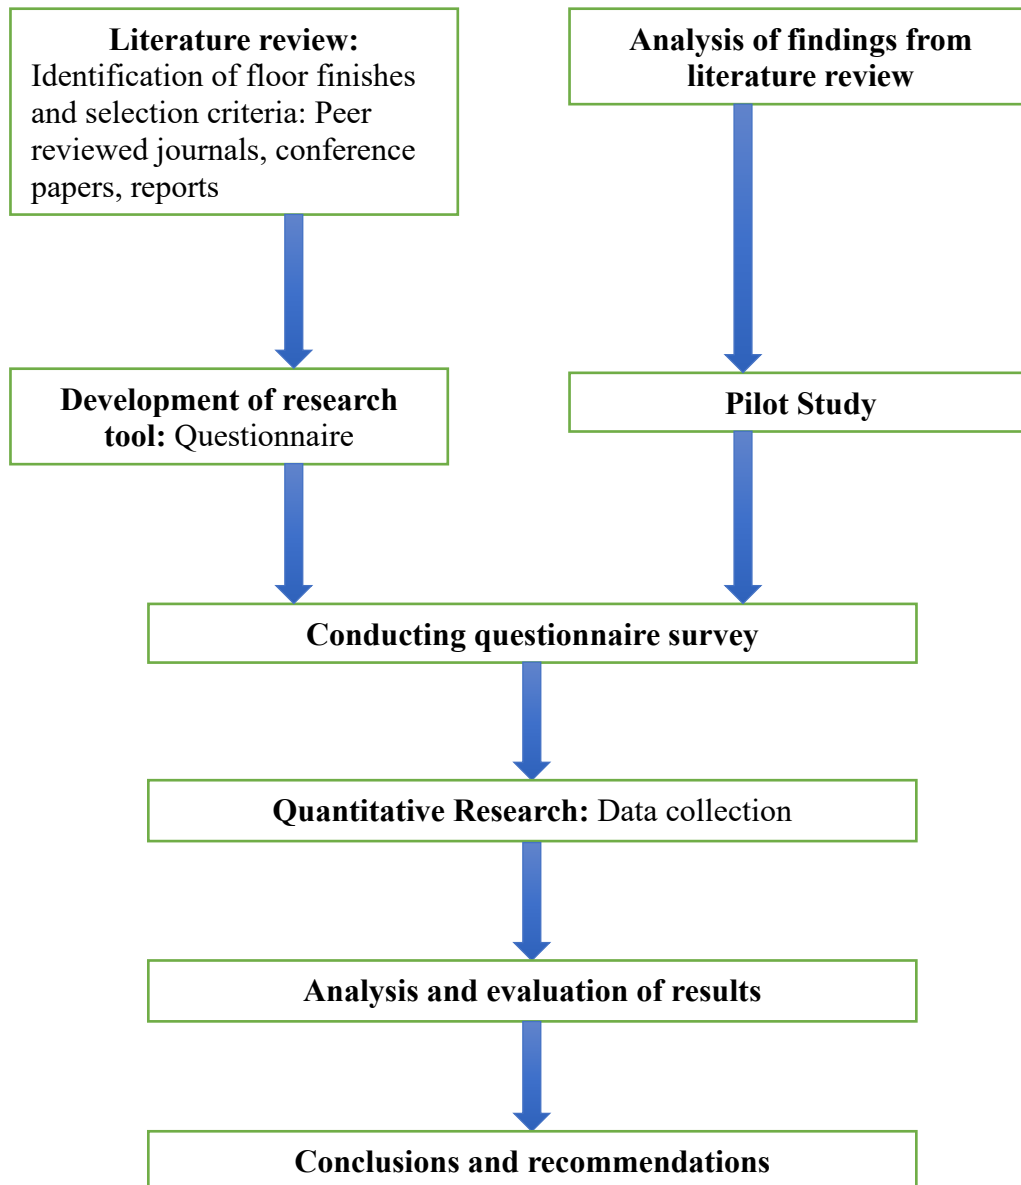 Literature review:
Identification of floor finishes
and selection criteria: Peer
reviewed journals, conference
papers, reports
Analysis of findings from
literature review
Development of research
tool: Questionnaire
Pilot Study
Conducting questionnaire survey
Quantitative Research: Data collection
Analysis and evaluation of results
Conclusions and recommendations